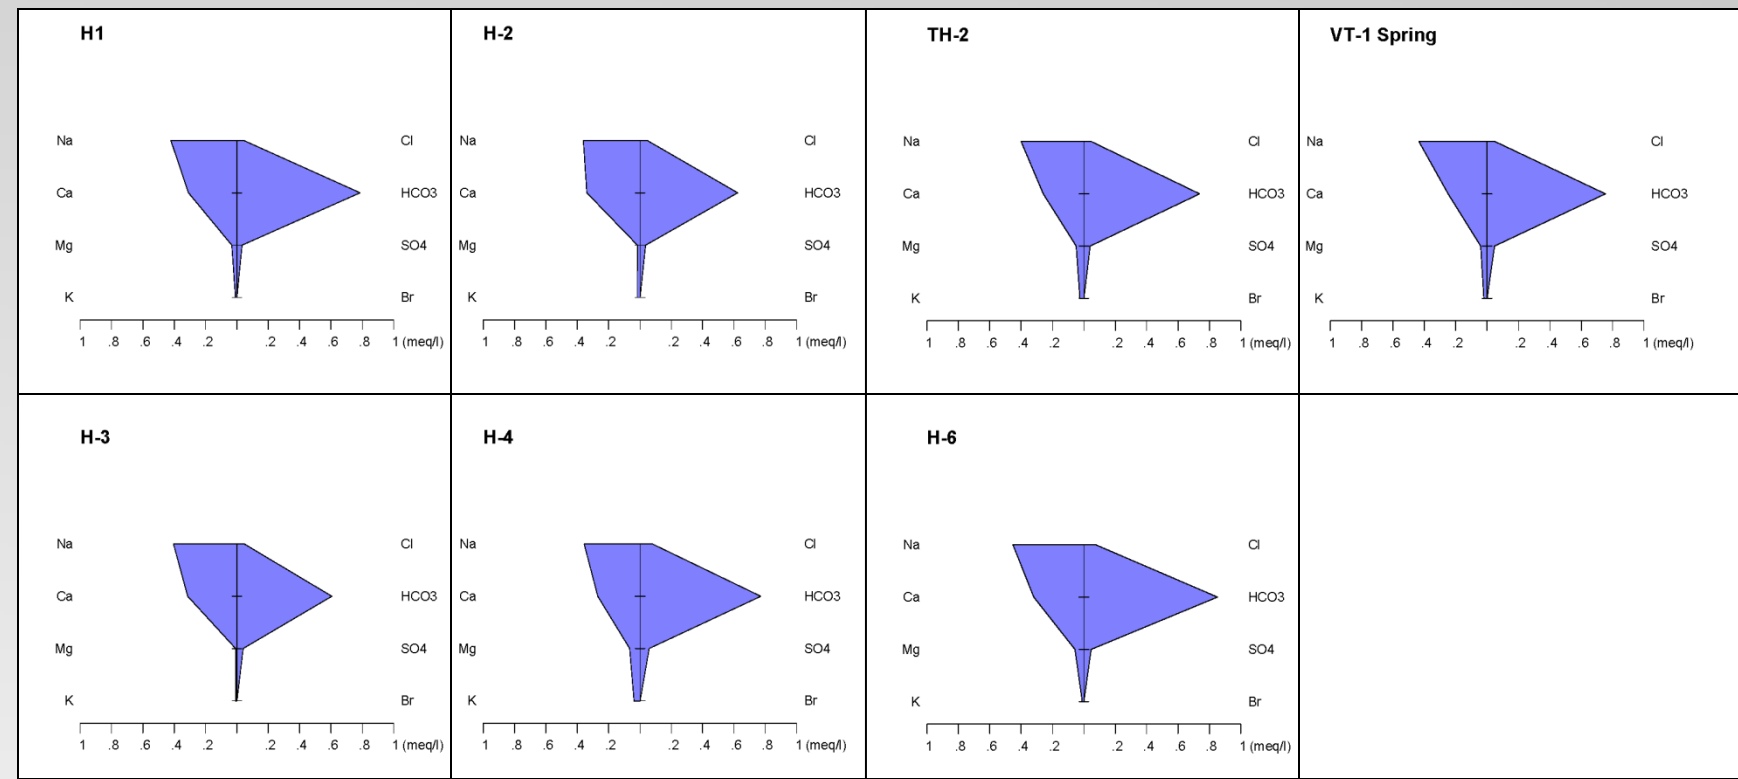 H1
Na Cl
Ca HCO3
Mg SO4
K Br
1 .8 .6 .4 .2 .2 .4 .6 .8 1 (meq/l)
H-2
Na Cl
Ca HCO3
Mg SO4
K Br
1 .8 .6 .4 .2 .2 .4 .6 .8 1 (meq/l)
TH-2
Na Cl
Ca HCO3
Mg SO4
K Br
1 .8 .6 .4 .2 .2 .4 .6 .8 1 (meq/l)
VT-1 Spring
Na Cl
Ca HCO3
Mg SO4
K Br
1 .8 .6 .4 .2 .2 .4 .6 .8 1 (meq/l)
H-3
Na Cl
Ca HCO3
Mg SO4
K Br
1 .8 .6 .4 .2 .2 .4 .6 .8 1 (meq/l)
H-4
Na Cl
Ca HCO3
Mg SO4
K Br
1 .8 .6 .4 .2 .2 .4 .6 .8 1 (meq/l)
H-6
Na Cl
Ca HCO3
Mg SO4
K Br
1 .8 .6 .4 .2 .2 .4 .6 .8 1 (meq/l)